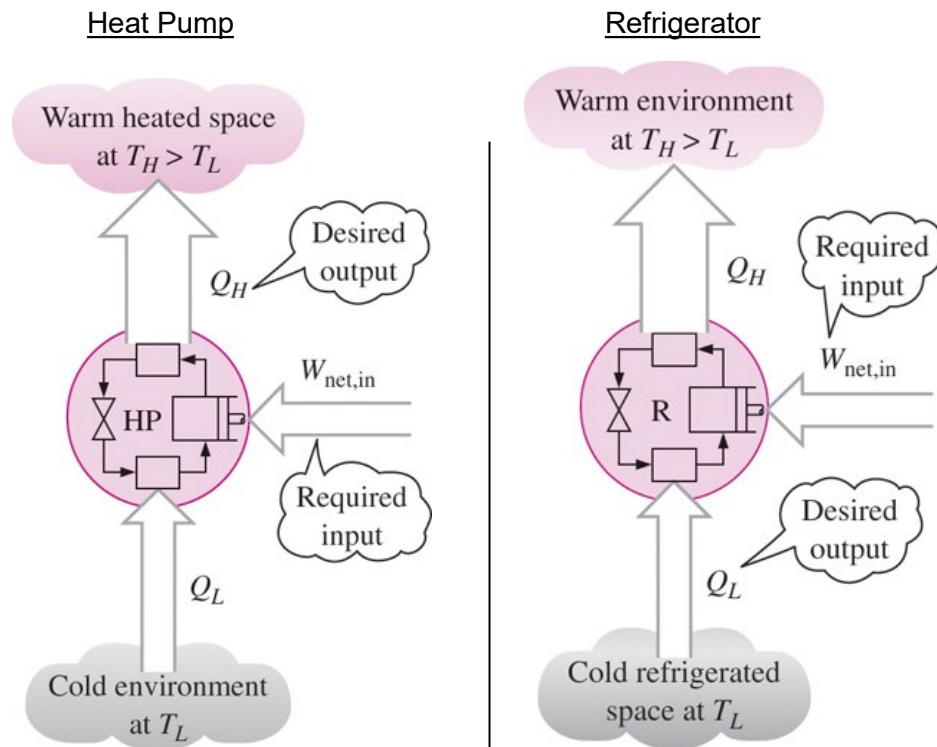 Heat Pump
Warm heated space
at T_H > T_L
Desired
output
Q_H
W_net,in
HP
Required
input
Q_L
Cold environment
at T_L
Refrigerator
Warm environment
at T_H > T_L
Required
input
Q_H
W_net,in
R
Desired
output
Q_L
Cold refrigerated
space at T_L